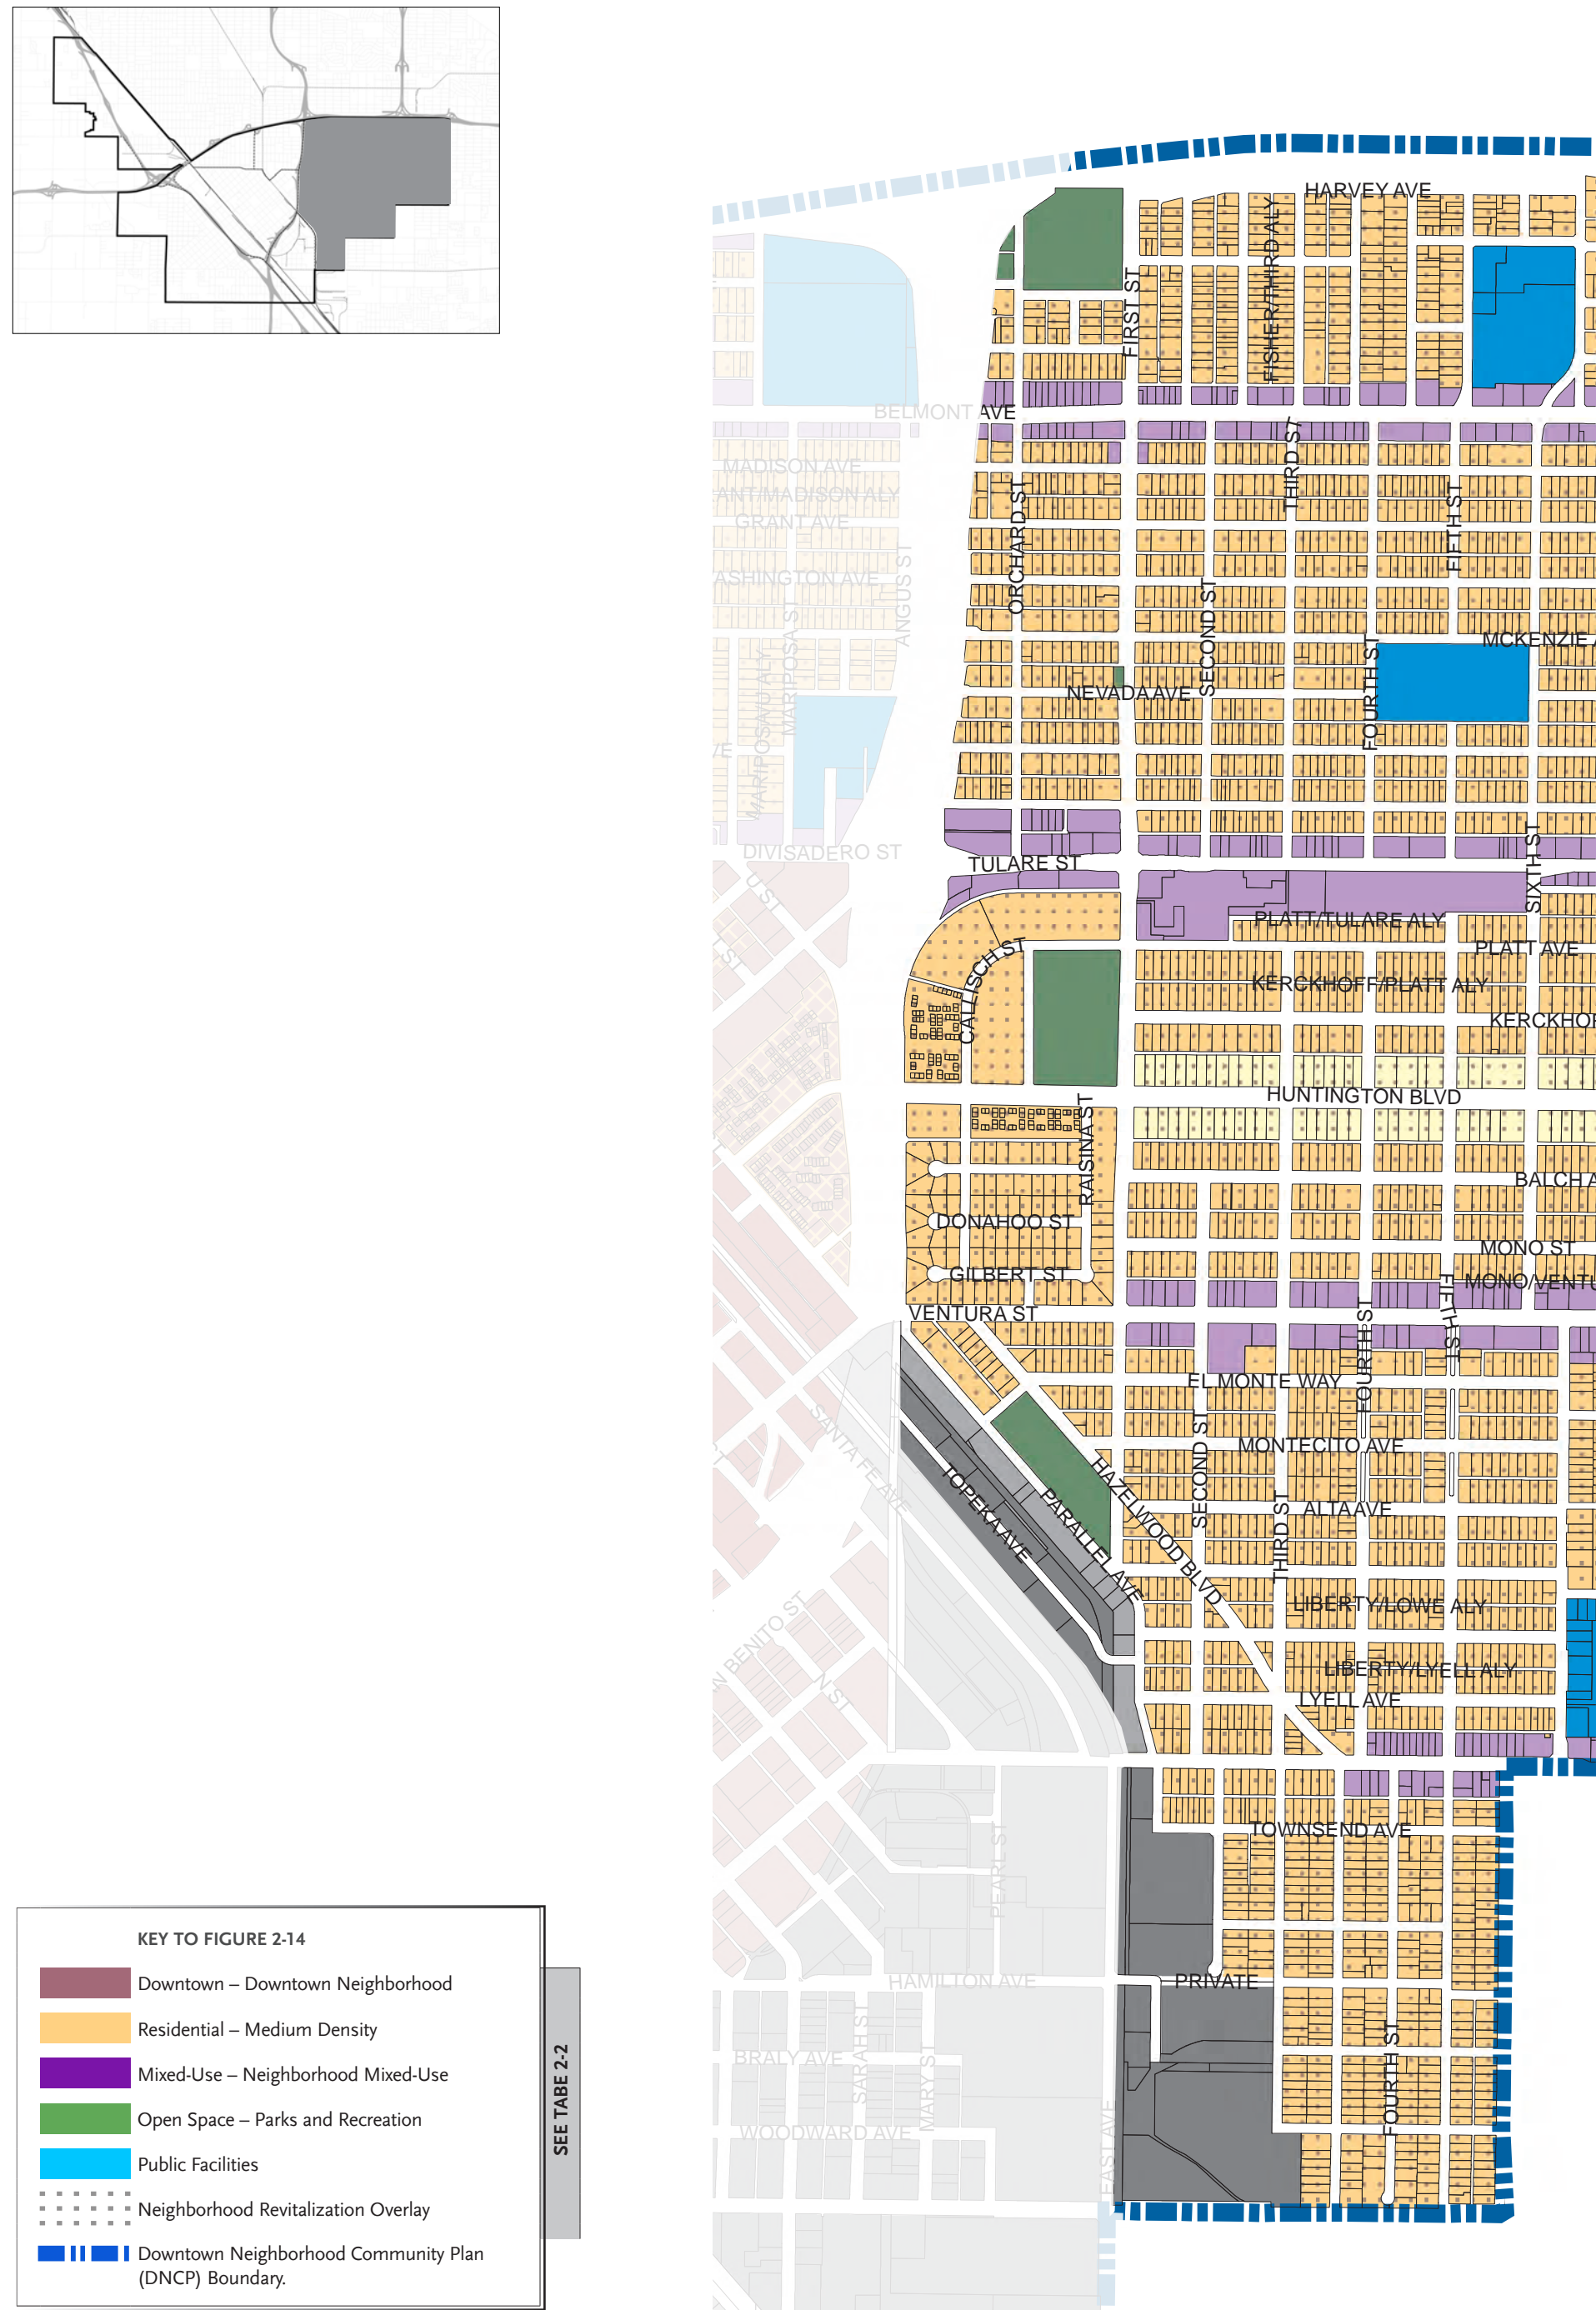 HARVEY AVE
FISHER/THIRD ALY
FIRST ST
BELMONT AVE
THIRD ST
MADISON AVE
ANT/MADISON ALY
GRANT AVE
ORCHARD ST
FIFTH ST
ASHINGTON AVE
ANGUS ST
MARIPOSA ST
SECOND ST
MCKENZIE A
FOURTH ST
NEVADA AVE
MARIPOSA/U ALY
VE
DIVISADERO ST
TULARE ST
SIXTH ST
U ST
PLATT/TULARE ALY
PLATT AVE
ST
CALLISCH ST
KERCKHOFF/PLATT ALY
KERCKHOF
HUNTINGTON BLVD
RAISINA ST
BALCH A
DONAHOO ST
MONO ST
GILBERT ST
MONO/VENTU
FIFTH ST
VENTURA ST
FOURTH ST
EL MONTE WAY
SANTA FE AVE
SECOND ST
MONTECITO AVE
ST
TOPEKA AVE
PARALLEL AVE
HAZELWOOD BLVD
THIRD ST
ALTA AVE
LIBERTY/LOWE ALY
N BENITO ST
N ST
LIBERTY/LYELL ALY
LYELL AVE
TOWNSEND AVE
PEARL ST
HAMILTON AVE
PRIVATE
SARAH ST
MARY ST
BRALY AVE
FOURTH ST
WOODWARD AVE
EAST AVE
KEY TO FIGURE 2-14
Downtown – Downtown Neighborhood
Residential – Medium Density
Mixed-Use – Neighborhood Mixed-Use
Open Space – Parks and Recreation
Public Facilities
Neighborhood Revitalization Overlay
Downtown Neighborhood Community Plan
(DNCP) Boundary.
SEE TABE 2-2